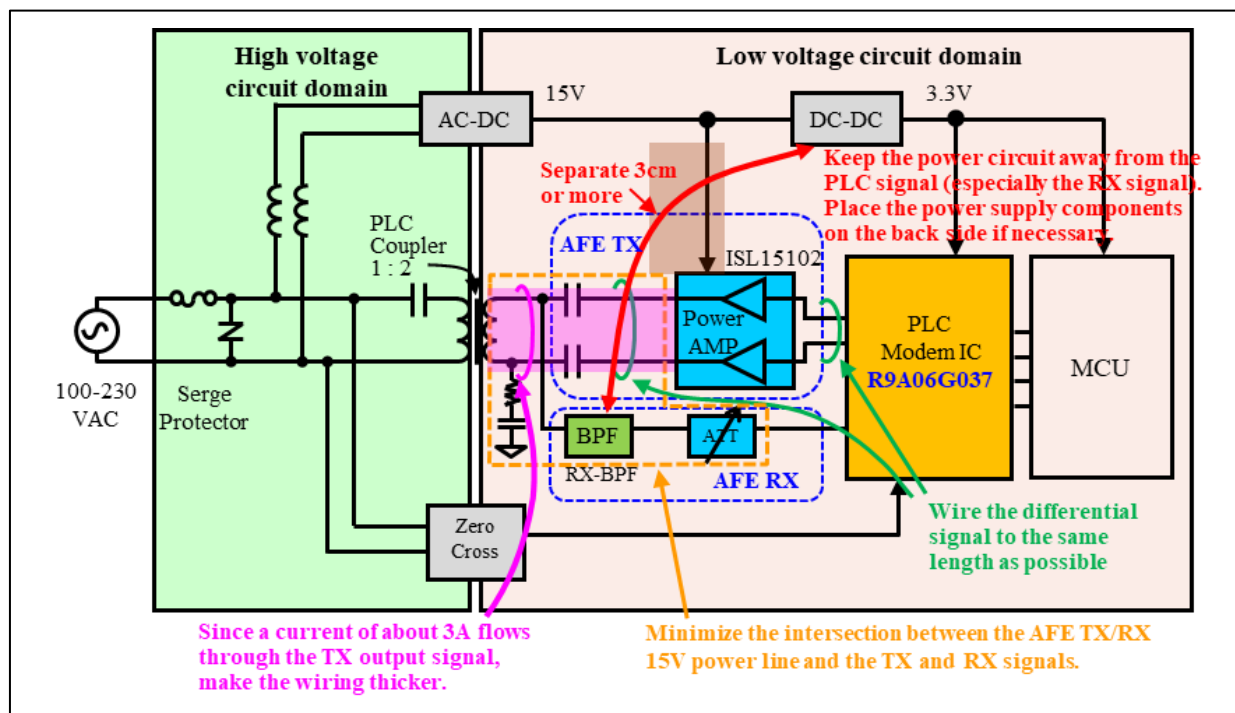 High voltage
circuit domain
Low voltage circuit domain
AC-DC
15V
DC-DC
3.3V
Separate 3cm
or more
Keep the power circuit away from the
PLC signal (especially the RX signal).
Place the power supply components
on the back side if necessary.
PLC
Coupler
1 : 2
AFE TX
ISL15102
Power
AMP
PLC
Modem IC
R9A06G037
MCU
100-230
VAC
Serge
Protector
BPF
ATT
RX-BPF
AFE RX
Zero
Cross
Wire the differential
signal to the same
length as possible
Since a current of about 3A flows
through the TX output signal,
make the wiring thicker.
Minimize the intersection between the AFE TX/RX
15V power line and the TX and RX signals.